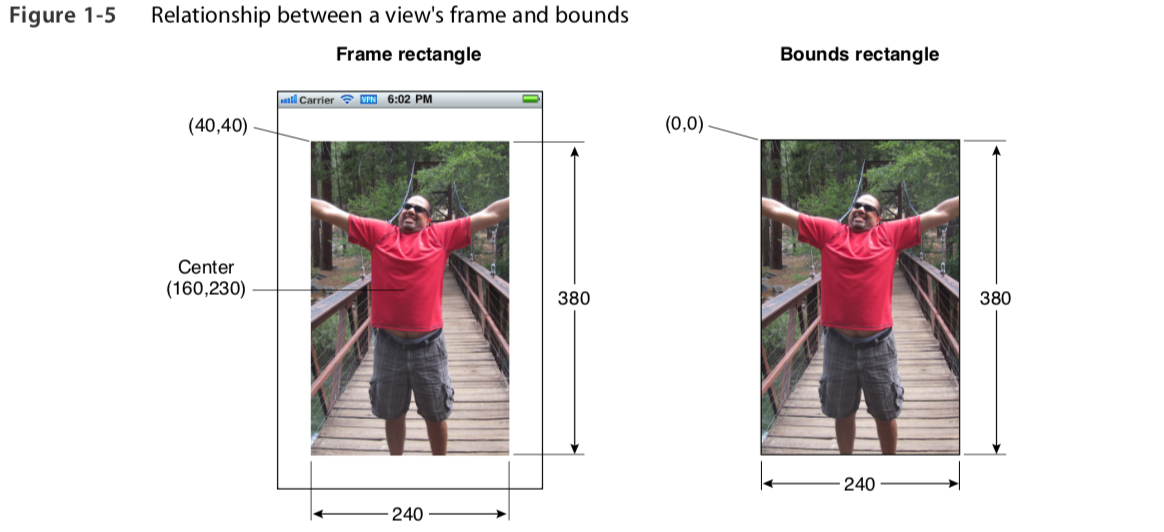 Figure 1-5 Relationship between a view's frame and bounds
Frame rectangle
Bounds rectangle
Carrier VPN 6:02 PM
(40,40)
(0,0)
Center
(160,230)
380
380
240
240